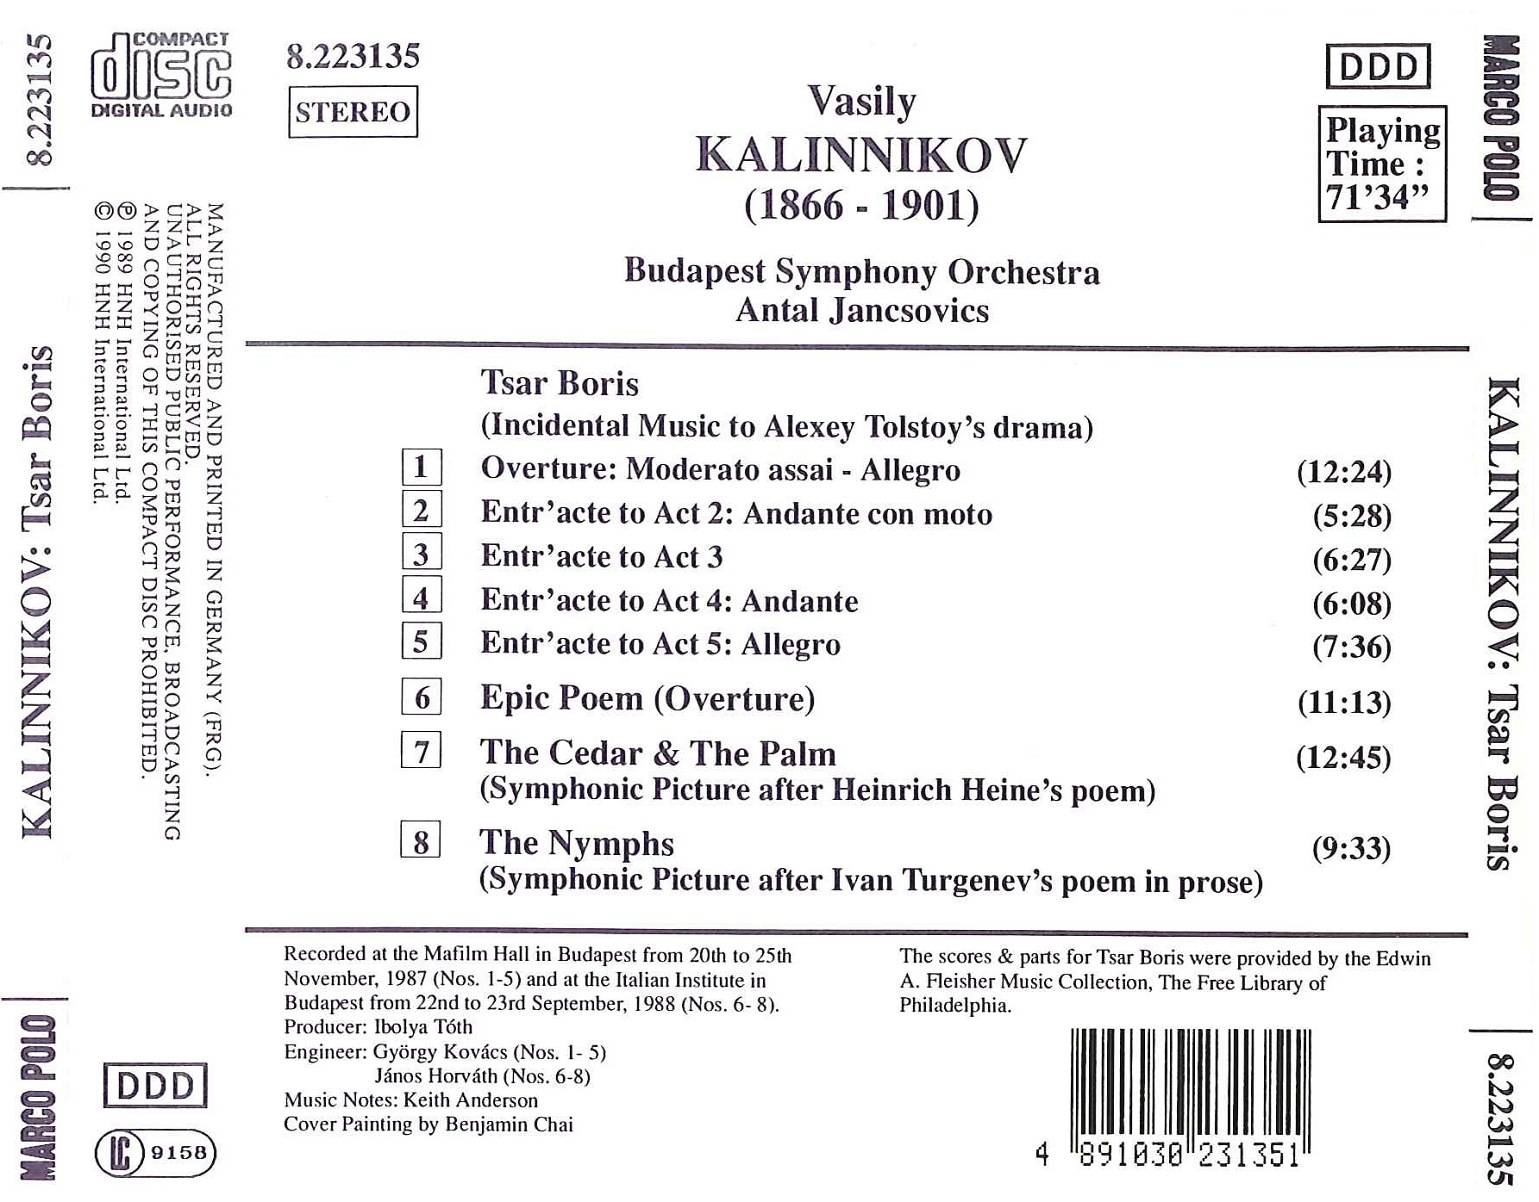 8.223135
KALINNIKOV: Tsar Boris
MARCO POLO
COMPACT
disc
DIGITAL AUDIO
MANUFACTURED AND PRINTED IN GERMANY (FRG).
ALL RIGHTS RESERVED.
UNAUTHORISED PUBLIC PERFORMANCE, BROADCASTING
AND COPYING OF THIS COMPACT DISC PROHIBITED.
℗ 1989 HNH International Ltd.
© 1990 HNH International Ltd.
DDD
LC 9158
8.223135
STEREO
Vasily
KALINNIKOV
(1866 - 1901)
Budapest Symphony Orchestra
Antal Jancsovics
DDD
Playing
Time :
71’34”
Tsar Boris
(Incidental Music to Alexey Tolstoy’s drama)
1 Overture: Moderato assai - Allegro (12:24)
2 Entr’acte to Act 2: Andante con moto (5:28)
3 Entr’acte to Act 3 (6:27)
4 Entr’acte to Act 4: Andante (6:08)
5 Entr’acte to Act 5: Allegro (7:36)
6 Epic Poem (Overture) (11:13)
7 The Cedar & The Palm (12:45)
(Symphonic Picture after Heinrich Heine’s poem)
8 The Nymphs (9:33)
(Symphonic Picture after Ivan Turgenev’s poem in prose)
Recorded at the Mafilm Hall in Budapest from 20th to 25th
November, 1987 (Nos. 1-5) and at the Italian Institute in
Budapest from 22nd to 23rd September, 1988 (Nos. 6- 8).
Producer: Ibolya Tóth
Engineer: György Kovács (Nos. 1- 5)
János Horváth (Nos. 6-8)
Music Notes: Keith Anderson
Cover Painting by Benjamin Chai
The scores & parts for Tsar Boris were provided by the Edwin
A. Fleisher Music Collection, The Free Library of
Philadelphia.
4 891030 231351
MARCO POLO
KALINNIKOV: Tsar Boris
8.223135